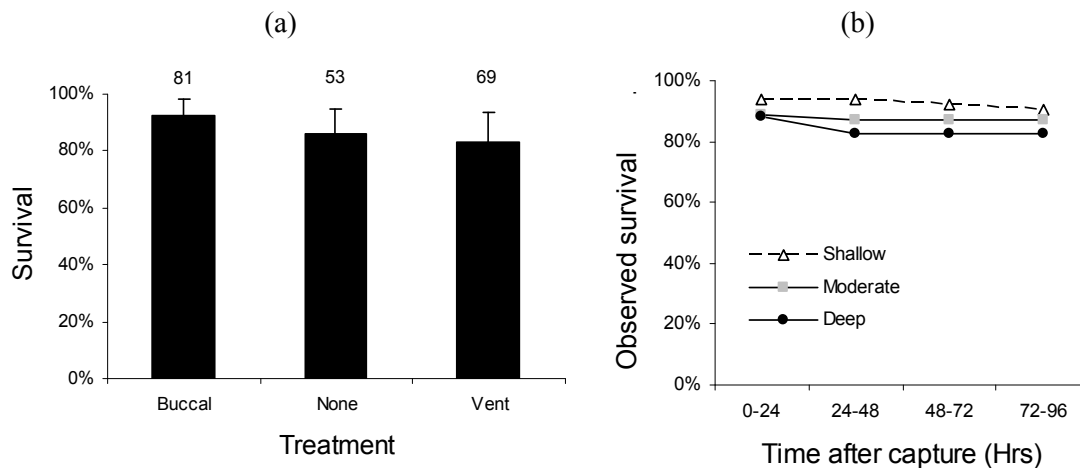 (a)
81 53 69
100%
80%
60%
40%
20%
0%
Survival
Buccal None Vent
Treatment
(b)
100%
80%
60%
40%
20%
0%
Observed survival
Shallow
Moderate
Deep
0-24 24-48 48-72 72-96
Time after capture (Hrs)